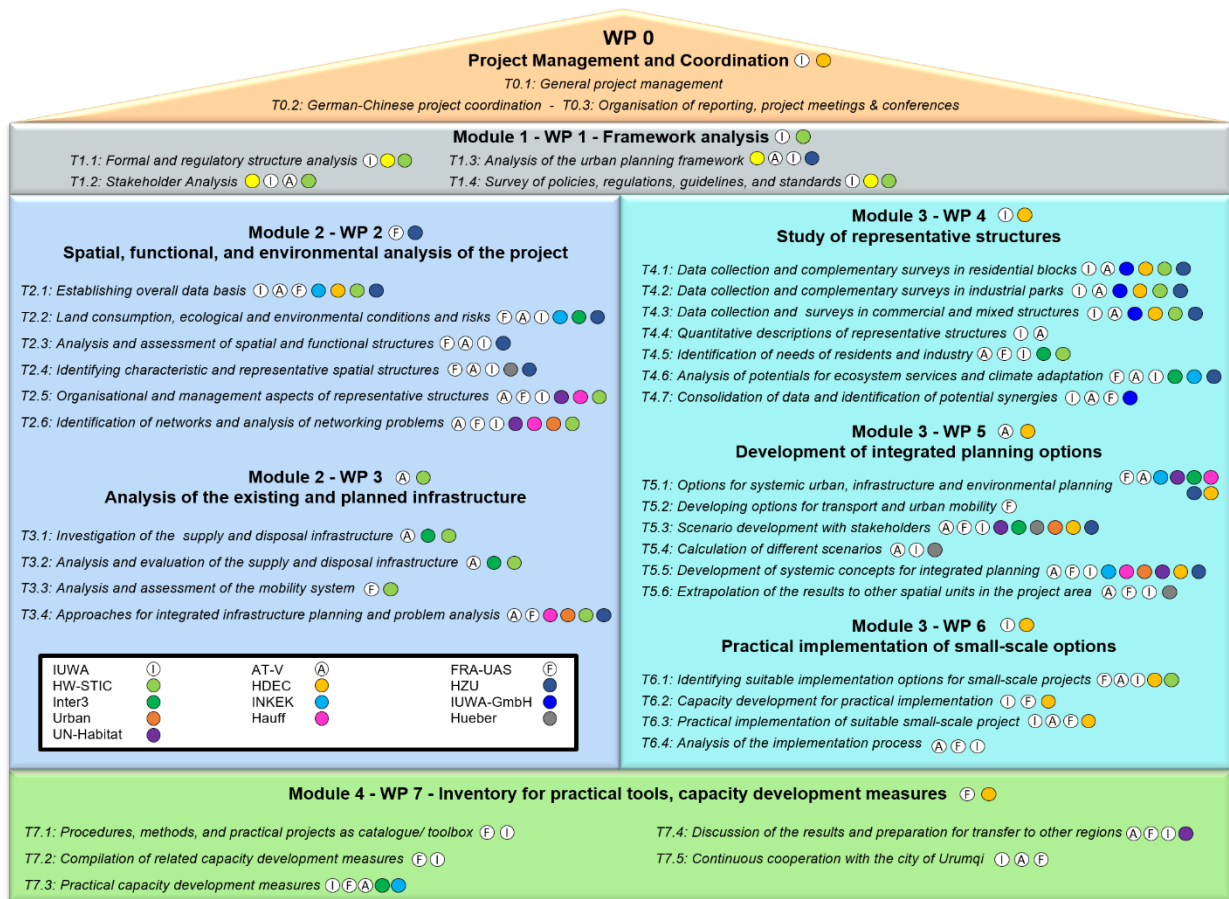 WP 0
Project Management and Coordination I
T0.1: General project management
T0.2: German-Chinese project coordination - T0.3: Organisation of reporting, project meetings & conferences
Module 1 - WP 1 - Framework analysis I
T1.1: Formal and regulatory structure analysis I
T1.2: Stakeholder Analysis I A
T1.3: Analysis of the urban planning framework A I
T1.4: Survey of policies, regulations, guidelines, and standards I
Module 2 - WP 2 F
Spatial, functional, and environmental analysis of the project
T2.1: Establishing overall data basis I A F
T2.2: Land consumption, ecological and environmental conditions and risks F A I
T2.3: Analysis and assessment of spatial and functional structures F A I
T2.4: Identifying characteristic and representative spatial structures F A I
T2.5: Organisational and management aspects of representative structures A F I
T2.6: Identification of networks and analysis of networking problems A F I
Module 2 - WP 3 A
Analysis of the existing and planned infrastructure
T3.1: Investigation of the supply and disposal infrastructure A
T3.2: Analysis and evaluation of the supply and disposal infrastructure A
T3.3: Analysis and assessment of the mobility system F
T3.4: Approaches for integrated infrastructure planning and problem analysis A F
IUWA I AT-V A FRA-UAS F
HW-STIC HDEC HZU
Inter3 INKEK IUWA-GmbH
Urban Hauff Hueber
UN-Habitat
Module 3 - WP 4 I
Study of representative structures
T4.1: Data collection and complementary surveys in residential blocks I A
T4.2: Data collection and complementary surveys in industrial parks I A
T4.3: Data collection and surveys in commercial and mixed structures I A
T4.4: Quantitative descriptions of representative structures I A
T4.5: Identification of needs of residents and industry A F I
T4.6: Analysis of potentials for ecosystem services and climate adaptation F A I
T4.7: Consolidation of data and identification of potential synergies I A F
Module 3 - WP 5 A
Development of integrated planning options
T5.1: Options for systemic urban, infrastructure and environmental planning F A
T5.2: Developing options for transport and urban mobility F
T5.3: Scenario development with stakeholders A F I
T5.4: Calculation of different scenarios A I
T5.5: Development of systemic concepts for integrated planning A F I
T5.6: Extrapolation of the results to other spatial units in the project area A F I
Module 3 - WP 6 I
Practical implementation of small-scale options
T6.1: Identifying suitable implementation options for small-scale projects F A I
T6.2: Capacity development for practical implementation I F
T6.3: Practical implementation of suitable small-scale project I A F
T6.4: Analysis of the implementation process A F I
Module 4 - WP 7 - Inventory for practical tools, capacity development measures F
T7.1: Procedures, methods, and practical projects as catalogue/ toolbox F I
T7.2: Compilation of related capacity development measures F I
T7.3: Practical capacity development measures I F A
T7.4: Discussion of the results and preparation for transfer to other regions A F I
T7.5: Continuous cooperation with the city of Urumqi I A F